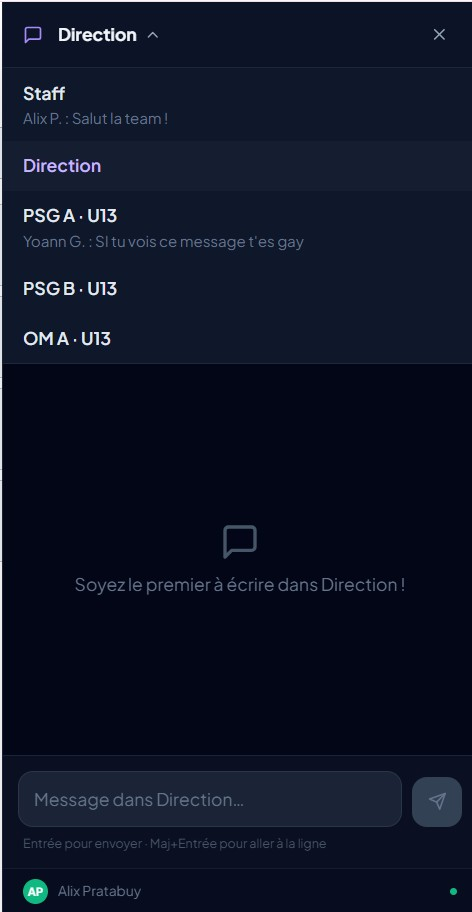 Direction
Staff
Alix P. : Salut la team !
Direction
PSG A · U13
Yoann G. : SI tu vois ce message t'es gay
PSG B · U13
OM A · U13
Soyez le premier à écrire dans Direction !
Message dans Direction…
Entrée pour envoyer · Maj+Entrée pour aller à la ligne
AP Alix Pratabuy